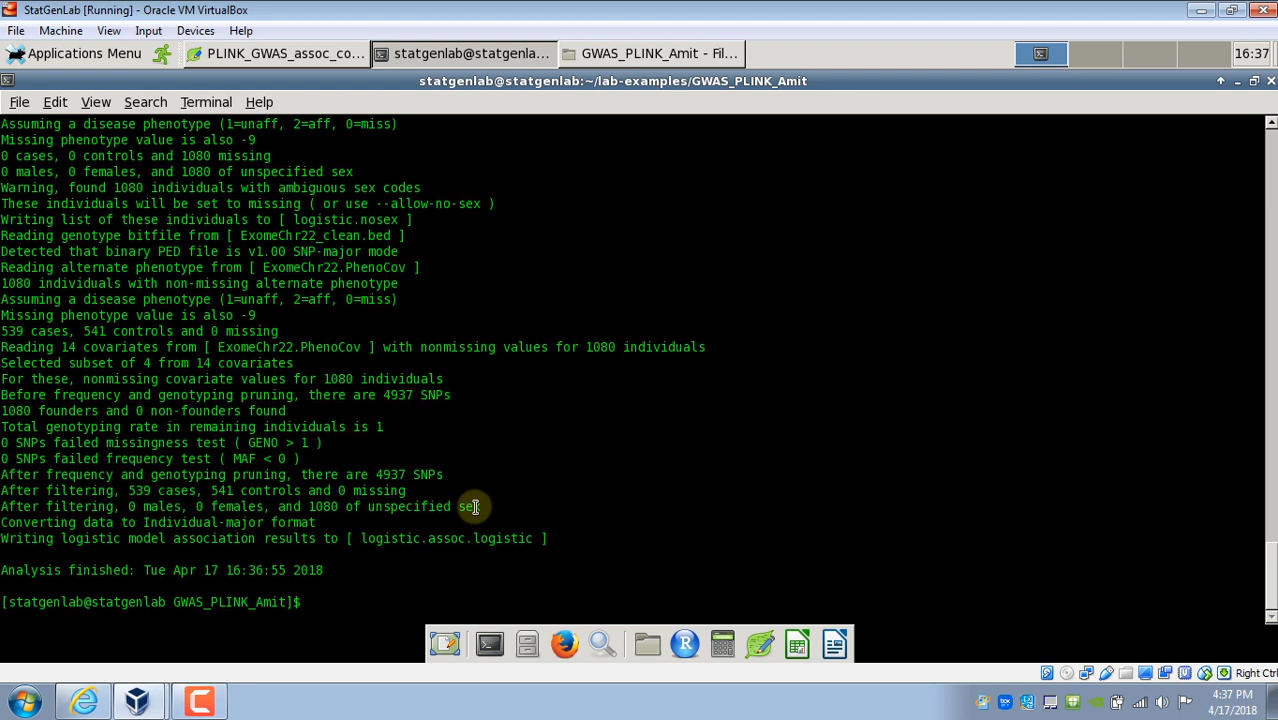 StatGenLab [Running] - Oracle VM VirtualBox
File Machine View Input Devices Help
Applications Menu PLINK_GWAS_assoc_co... statgenlab@statgenla... GWAS_PLINK_Amit - Fil... 16:37
statgenlab@statgenlab:~/lab-examples/GWAS_PLINK_Amit
File Edit View Search Terminal Help
Assuming a disease phenotype (1=unaff, 2=aff, 0=miss)
Missing phenotype value is also -9
0 cases, 0 controls and 1080 missing
0 males, 0 females, and 1080 of unspecified sex
Warning, found 1080 individuals with ambiguous sex codes
These individuals will be set to missing ( or use --allow-no-sex )
Writing list of these individuals to [ logistic.nosex ]
Reading genotype bitfile from [ ExomeChr22_clean.bed ]
Detected that binary PED file is v1.00 SNP-major mode
Reading alternate phenotype from [ ExomeChr22.PhenoCov ]
1080 individuals with non-missing alternate phenotype
Assuming a disease phenotype (1=unaff, 2=aff, 0=miss)
Missing phenotype value is also -9
539 cases, 541 controls and 0 missing
Reading 14 covariates from [ ExomeChr22.PhenoCov ] with nonmissing values for 1080 individuals
Selected subset of 4 from 14 covariates
For these, nonmissing covariate values for 1080 individuals
Before frequency and genotyping pruning, there are 4937 SNPs
1080 founders and 0 non-founders found
Total genotyping rate in remaining individuals is 1
0 SNPs failed missingness test ( GENO > 1 )
0 SNPs failed frequency test ( MAF < 0 )
After frequency and genotyping pruning, there are 4937 SNPs
After filtering, 539 cases, 541 controls and 0 missing
After filtering, 0 males, 0 females, and 1080 of unspecified sex
Converting data to Individual-major format
Writing logistic model association results to [ logistic.assoc.logistic ]
Analysis finished: Tue Apr 17 16:36:55 2018
[statgenlab@statgenlab GWAS_PLINK_Amit]$
Right Ctrl
4:37 PM
4/17/2018